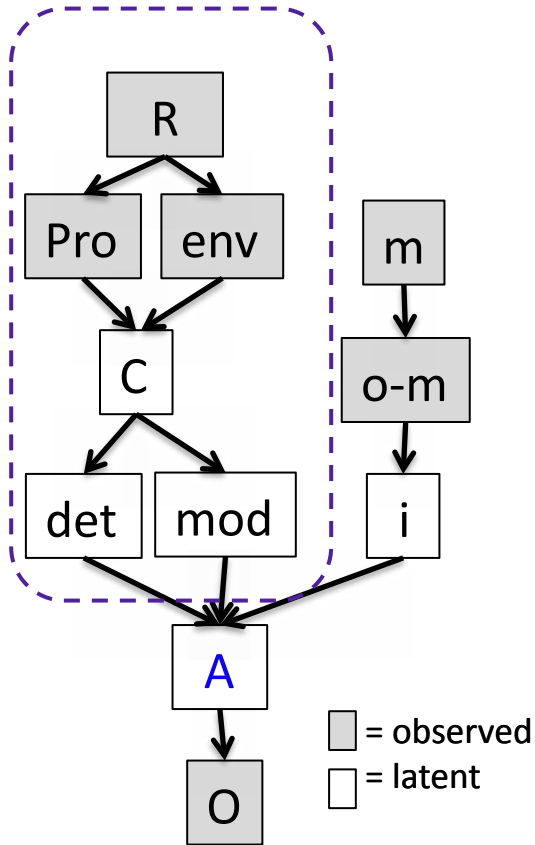 R
Pro env
m
C
o-m
det mod i
A
= observed
= latent
O